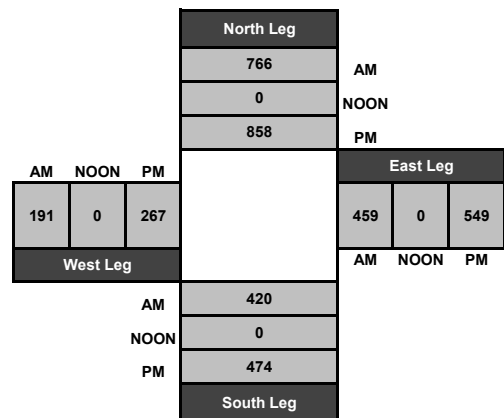 North Leg
766 AM
0 NOON
858 PM
East Leg
AM NOON PM
191 0 267
459 0 549
West Leg
AM NOON PM
AM 420
NOON 0
PM 474
South Leg